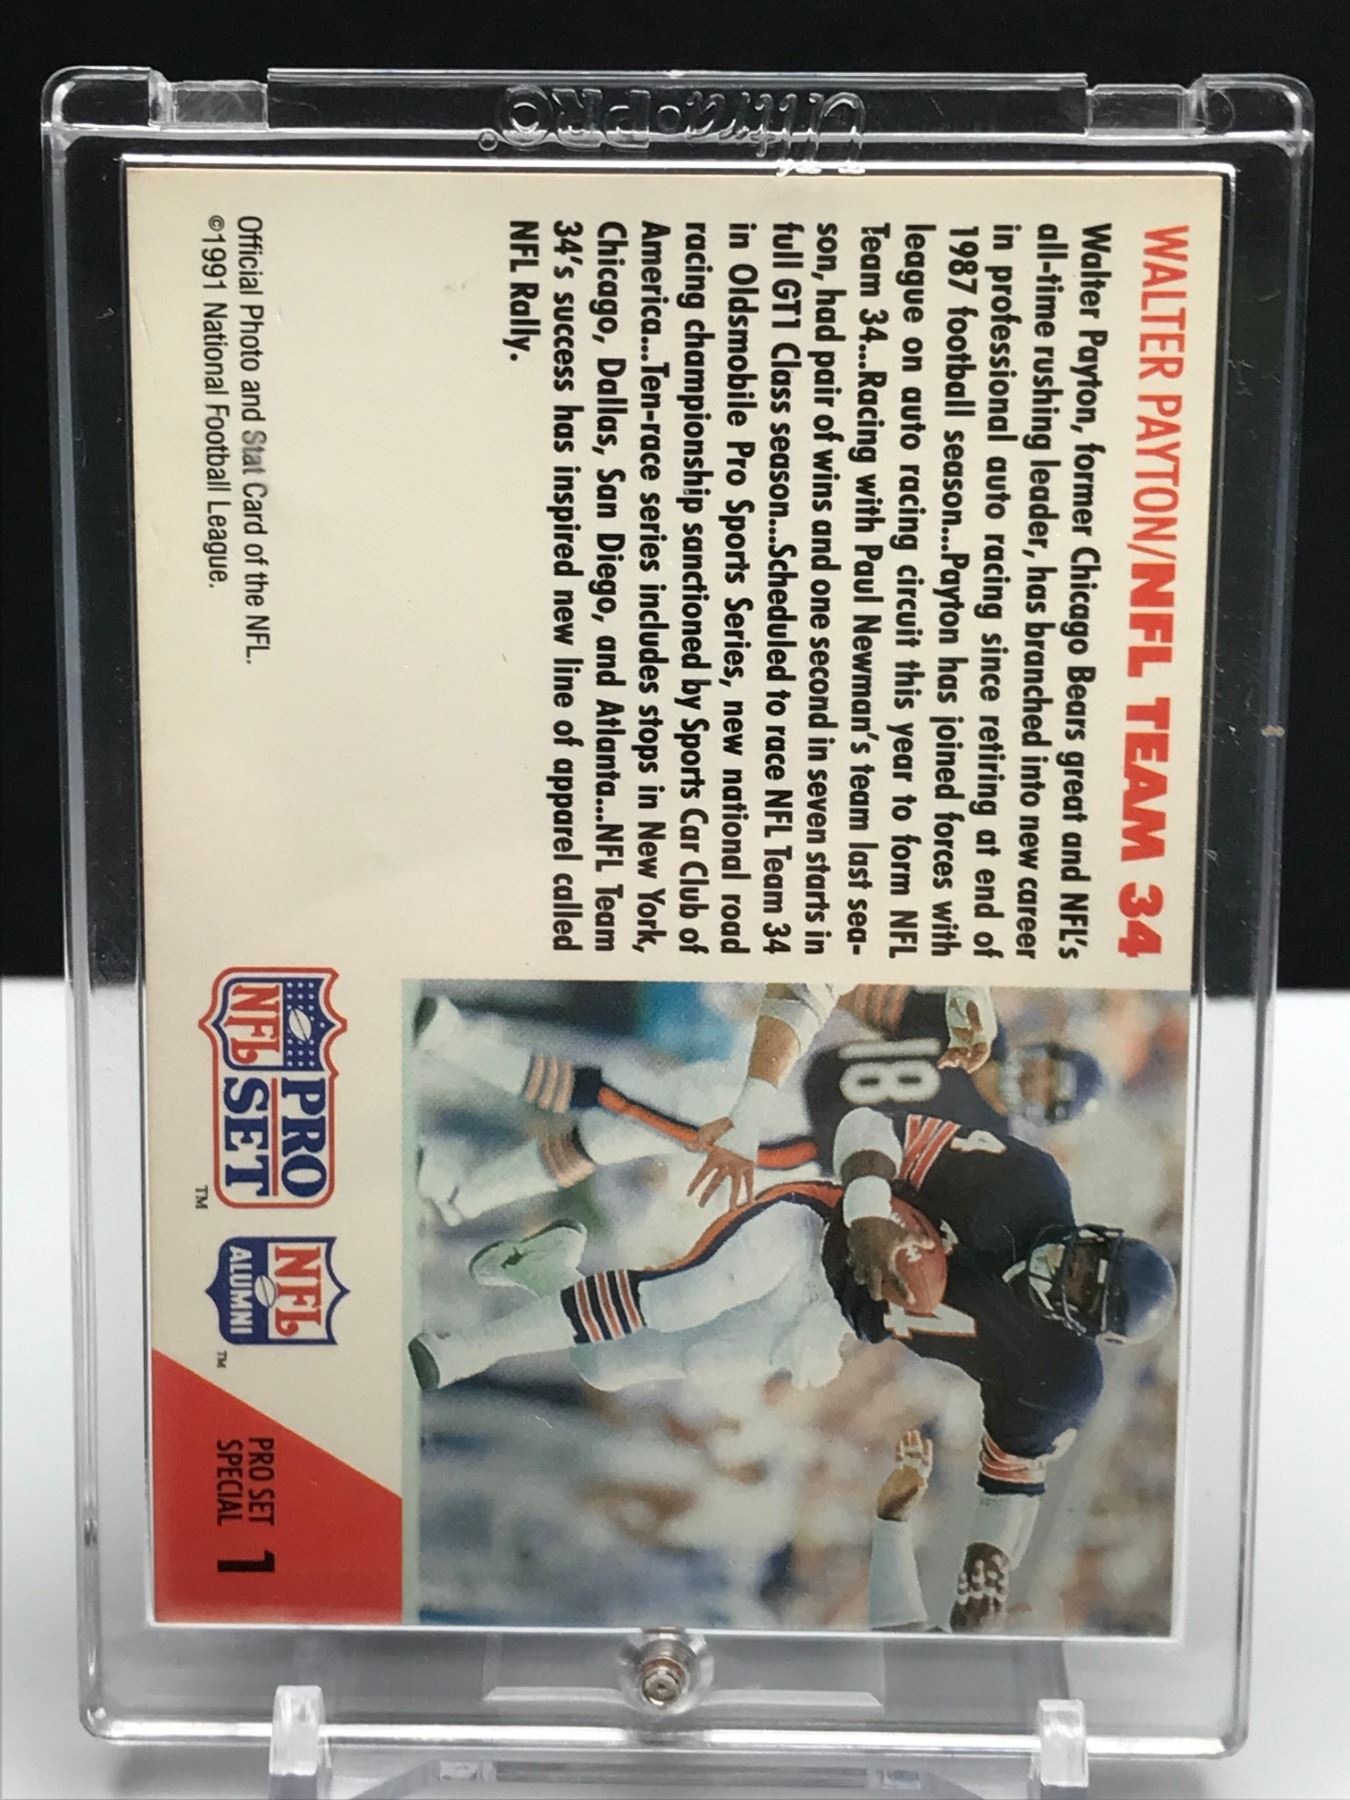 Ultra PRO
WALTER PAYTON/NFL TEAM 34
Walter Payton, former Chicago Bears great and NFL's
all-time rushing leader, has branched into new career
in professional auto racing since retiring at end of
1987 football season...Payton has joined forces with
league on auto racing circuit this year to form NFL
Team 34...Racing with Paul Newman's team last sea-
son, had pair of wins and one second in seven starts in
full GT1 Class season...Scheduled to race NFL Team 34
in Oldsmobile Pro Sports Series, new national road
racing championship sanctioned by Sports Car Club of
America...Ten-race series includes stops in New York,
Chicago, Dallas, San Diego, and Atlanta...NFL Team
34's success has inspired new line of apparel called
NFL Rally.
Official Photo and Stat Card of the NFL.
©1991 National Football League.
18
4
NFL PRO SET ™
NFL ALUMNI ™
PRO SET
SPECIAL 1